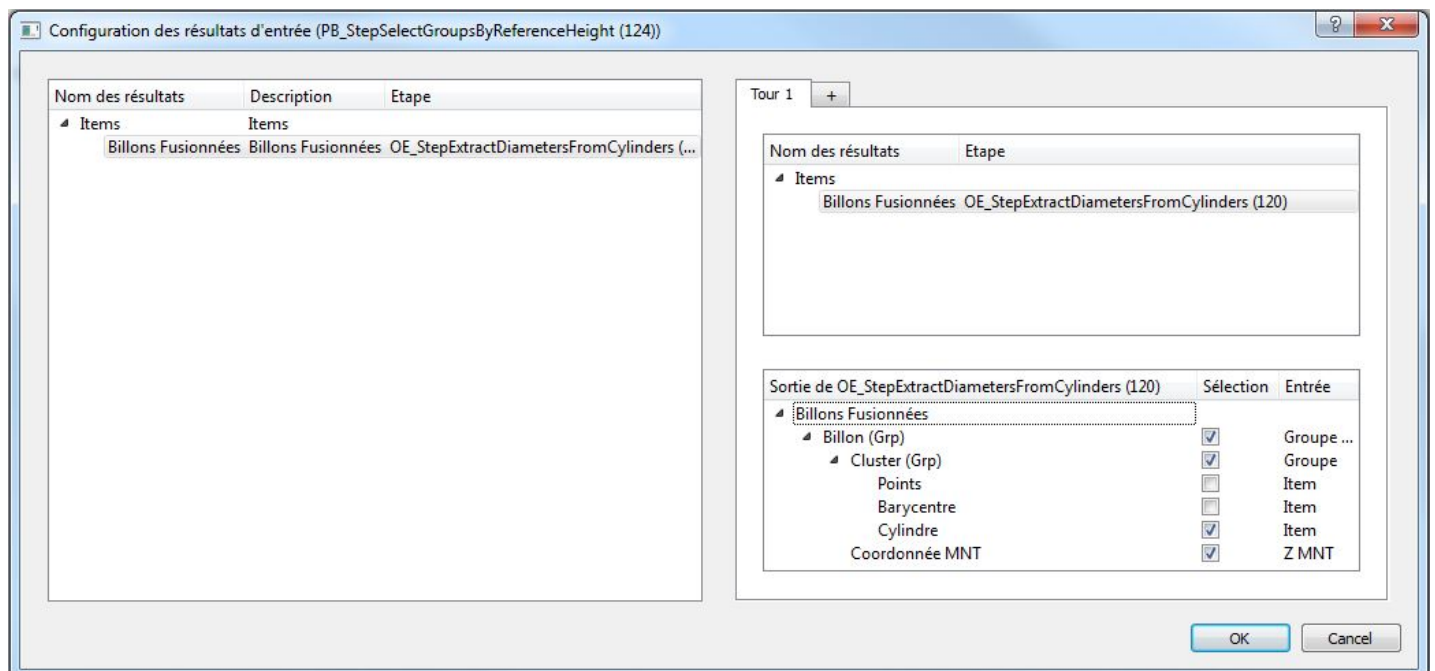 Configuration des résultats d'entrée (PB_StepSelectGroupsByReferenceHeight (124))
Nom des résultats Description Etape
Items Items
Billons Fusionnées Billons Fusionnées OE_StepExtractDiametersFromCylinders (...
Tour 1 +
Nom des résultats Etape
Items
Billons Fusionnées OE_StepExtractDiametersFromCylinders (120)
Sortie de OE_StepExtractDiametersFromCylinders (120) Sélection Entrée
Billons Fusionnées
Billon (Grp) Groupe ...
Cluster (Grp) Groupe
Points Item
Barycentre Item
Cylindre Item
Coordonnée MNT Z MNT
OK Cancel